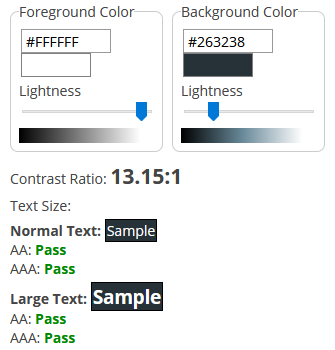 Foreground Color
#FFFFFF
Lightness
Background Color
#263238
Lightness
Contrast Ratio: 13.15:1
Text Size:
Normal Text: Sample
AA: Pass
AAA: Pass
Large Text: Sample
AA: Pass
AAA: Pass